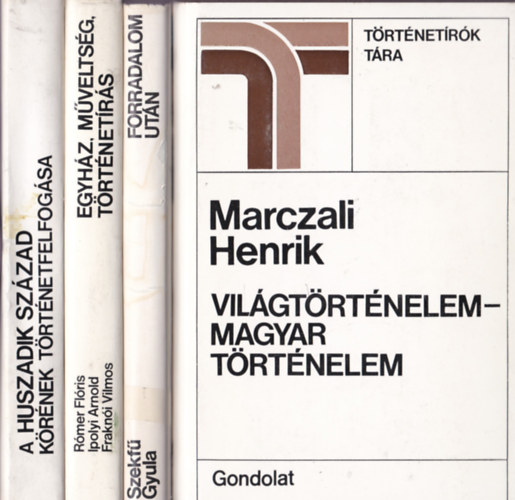 A HUSZADIK SZÁZAD
KÖRÉNEK TÖRTÉNETFELFOGÁSA
Rómer Flóris
Ipolyi Arnold
Fraknói Vilmos
EGYHÁZ, MŰVELTSÉG,
TÖRTÉNETÍRÁS
Szekfű
Gyula
FORRADALOM
UTÁN
TÖRTÉNETÍRÓK
TÁRA
Marczali
Henrik
VILÁGTÖRTÉNELEM–
MAGYAR
TÖRTÉNELEM
Gondolat